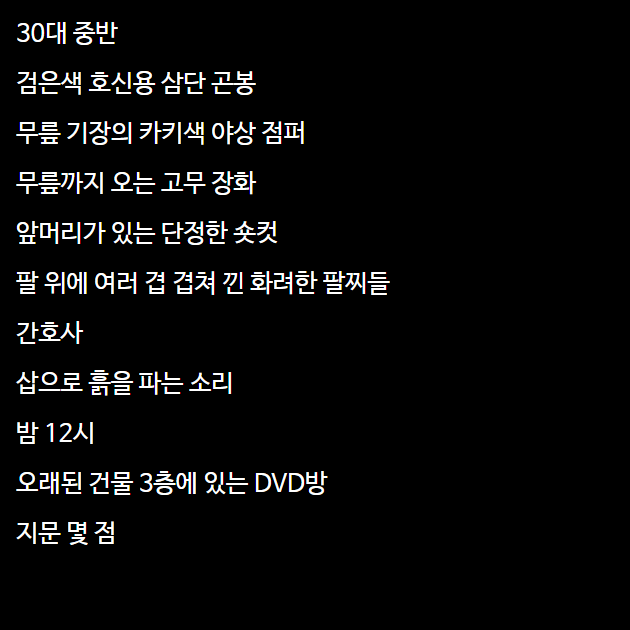 30대 중반
검은색 호신용 삼단 곤봉
무릎 기장의 카키색 야상 점퍼
무릎까지 오는 고무 장화
앞머리가 있는 단정한 숏컷
팔 위에 여러 겹 겹쳐 낀 화려한 팔찌들
간호사
삽으로 흙을 파는 소리
밤 12시
오래된 건물 3층에 있는 DVD방
지문 몇 점